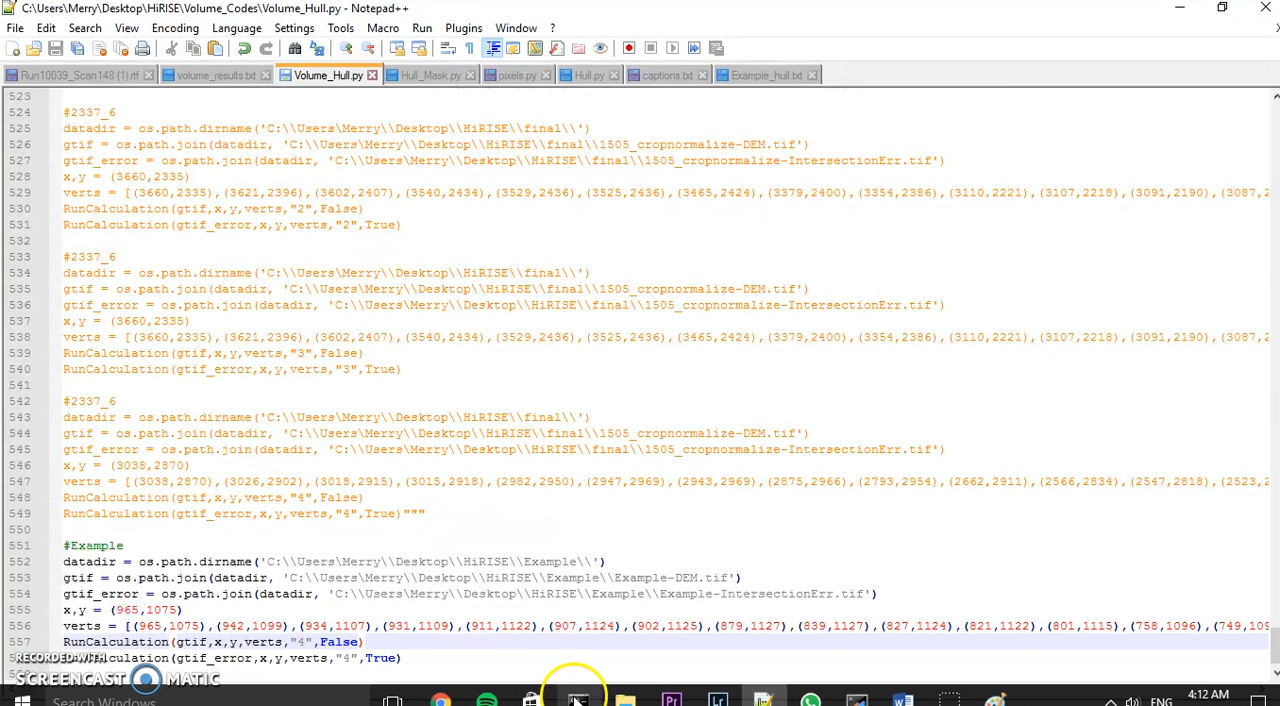 C:\Users\Merry\Desktop\HiRISE\Volume_Codes\Volume_Hull.py - Notepad++
File Edit Search View Encoding Language Settings Tools Macro Run Plugins Window ?
Run10039_Scan148 (1).rtf volume_results.txt Volume_Hull.py Hull_Mask.py pixels.py Hull.py captions.txt Example_hull.txt
523
524 #2337_6
525 datadir = os.path.dirname('C:\\Users\Merry\\Desktop\\HiRISE\\final\\')
526 gtif = os.path.join(datadir, 'C:\\Users\Merry\\Desktop\\HiRISE\\final\\1505_cropnormalize-DEM.tif')
527 gtif_error = os.path.join(datadir, 'C:\\Users\Merry\\Desktop\\HiRISE\\final\\1505_cropnormalize-IntersectionErr.tif')
528 x,y = (3660,2335)
529 verts = [(3660,2335),(3621,2396),(3602,2407),(3540,2434),(3529,2436),(3525,2436),(3465,2424),(3379,2400),(3354,2386),(3110,2221),(3107,2218),(3091,2190),(3087,
530 RunCalculation(gtif,x,y,verts,"2",False)
531 RunCalculation(gtif_error,x,y,verts,"2",True)
532
533 #2337_6
534 datadir = os.path.dirname('C:\\Users\Merry\\Desktop\\HiRISE\\final\\')
535 gtif = os.path.join(datadir, 'C:\\Users\Merry\\Desktop\\HiRISE\\final\\1505_cropnormalize-DEM.tif')
536 gtif_error = os.path.join(datadir, 'C:\\Users\Merry\\Desktop\\HiRISE\\final\\1505_cropnormalize-IntersectionErr.tif')
537 x,y = (3660,2335)
538 verts = [(3660,2335),(3621,2396),(3602,2407),(3540,2434),(3529,2436),(3525,2436),(3465,2424),(3379,2400),(3354,2386),(3110,2221),(3107,2218),(3091,2190),(3087,
539 RunCalculation(gtif,x,y,verts,"3",False)
540 RunCalculation(gtif_error,x,y,verts,"3",True)
541
542 #2337_6
543 datadir = os.path.dirname('C:\\Users\Merry\\Desktop\\HiRISE\\final\\')
544 gtif = os.path.join(datadir, 'C:\\Users\Merry\\Desktop\\HiRISE\\final\\1505_cropnormalize-DEM.tif')
545 gtif_error = os.path.join(datadir, 'C:\\Users\Merry\\Desktop\\HiRISE\\final\\1505_cropnormalize-IntersectionErr.tif')
546 x,y = (3038,2870)
547 verts = [(3038,2870),(3026,2902),(3018,2915),(3015,2918),(2982,2950),(2947,2969),(2943,2969),(2875,2966),(2793,2954),(2662,2911),(2566,2834),(2547,2818),(2523,
548 RunCalculation(gtif,x,y,verts,"4",False)
549 RunCalculation(gtif_error,x,y,verts,"4",True)"""
550
551 #Example
552 datadir = os.path.dirname('C:\\Users\Merry\\Desktop\\HiRISE\\Example\\')
553 gtif = os.path.join(datadir, 'C:\\Users\Merry\\Desktop\\HiRISE\\Example\\Example-DEM.tif')
554 gtif_error = os.path.join(datadir, 'C:\\Users\Merry\\Desktop\\HiRISE\\Example\\Example-IntersectionErr.tif')
555 x,y = (965,1075)
556 verts = [(965,1075),(942,1099),(934,1107),(931,1109),(911,1122),(907,1124),(902,1125),(879,1127),(839,1127),(827,1124),(821,1122),(801,1115),(758,1096),(749,109
557 RunCalculation(gtif,x,y,verts,"4",False)
Calculation(gtif_error,x,y,verts,"4",True)
RECORDED WITH
SCREENCAST MATIC
Search Windows
ENG
4:12 AM